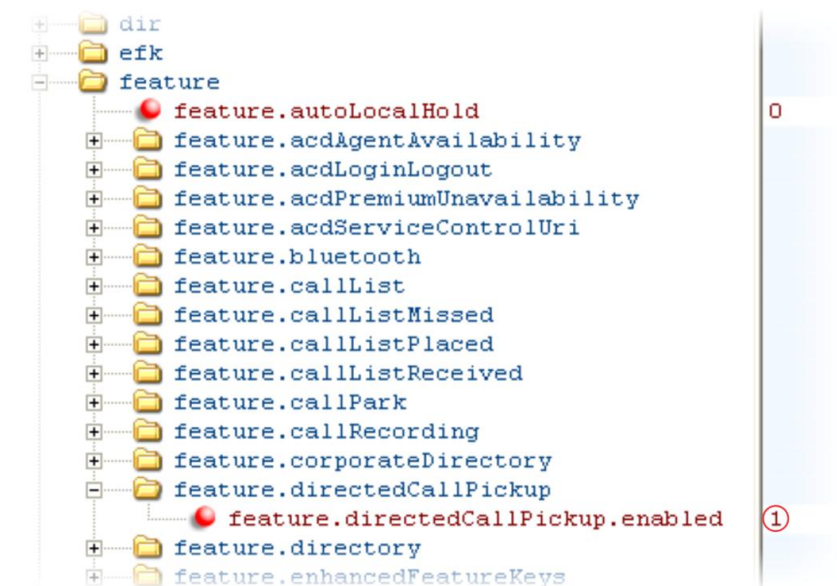 dir
efk
feature
feature.autoLocalHold 0
feature.acdAgentAvailability
feature.acdLoginLogout
feature.acdPremiumUnavailability
feature.acdServiceControlUri
feature.bluetooth
feature.callList
feature.callListMissed
feature.callListPlaced
feature.callListReceived
feature.callPark
feature.callRecording
feature.corporateDirectory
feature.directedCallPickup
feature.directedCallPickup.enabled 1
feature.directory
feature.enhancedFeatureKeys